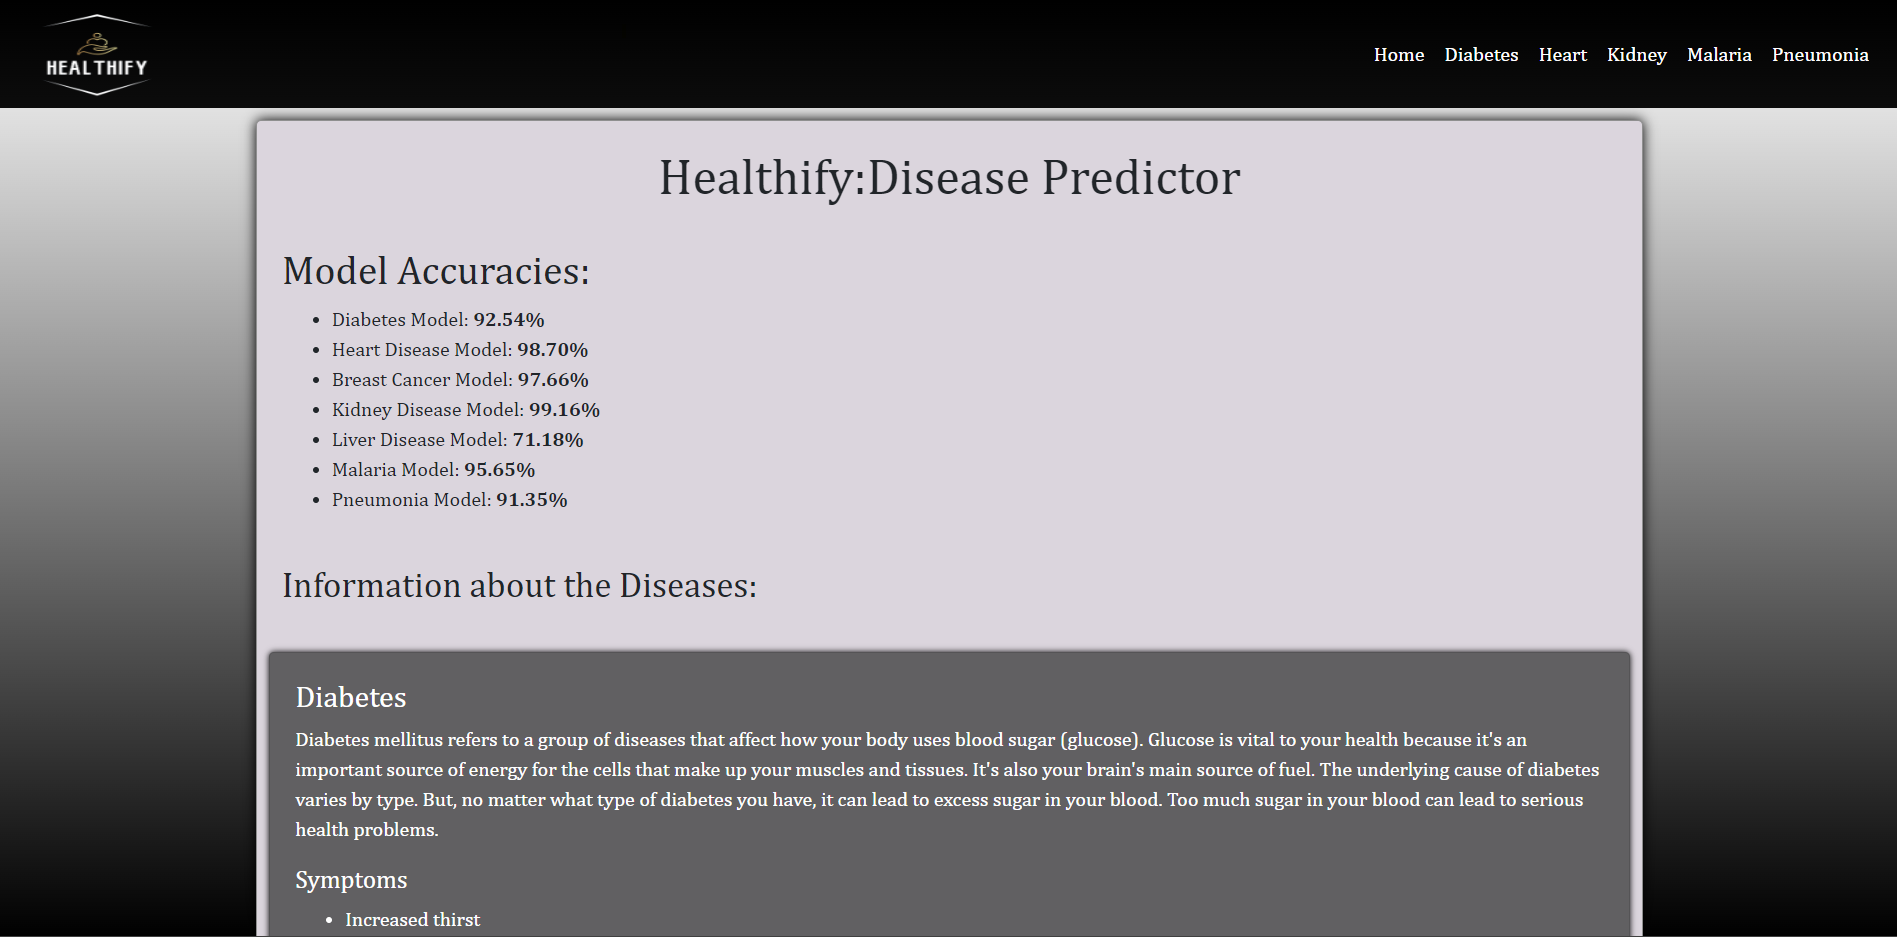 HEALTHIFY
Home Diabetes Heart Kidney Malaria Pneumonia
Healthify:Disease Predictor
Model Accuracies:
• Diabetes Model: 92.54%
• Heart Disease Model: 98.70%
• Breast Cancer Model: 97.66%
• Kidney Disease Model: 99.16%
• Liver Disease Model: 71.18%
• Malaria Model: 95.65%
• Pneumonia Model: 91.35%
Information about the Diseases:
Diabetes
Diabetes mellitus refers to a group of diseases that affect how your body uses blood sugar (glucose). Glucose is vital to your health because it's an
important source of energy for the cells that make up your muscles and tissues. It's also your brain's main source of fuel. The underlying cause of diabetes
varies by type. But, no matter what type of diabetes you have, it can lead to excess sugar in your blood. Too much sugar in your blood can lead to serious
health problems.
Symptoms
• Increased thirst